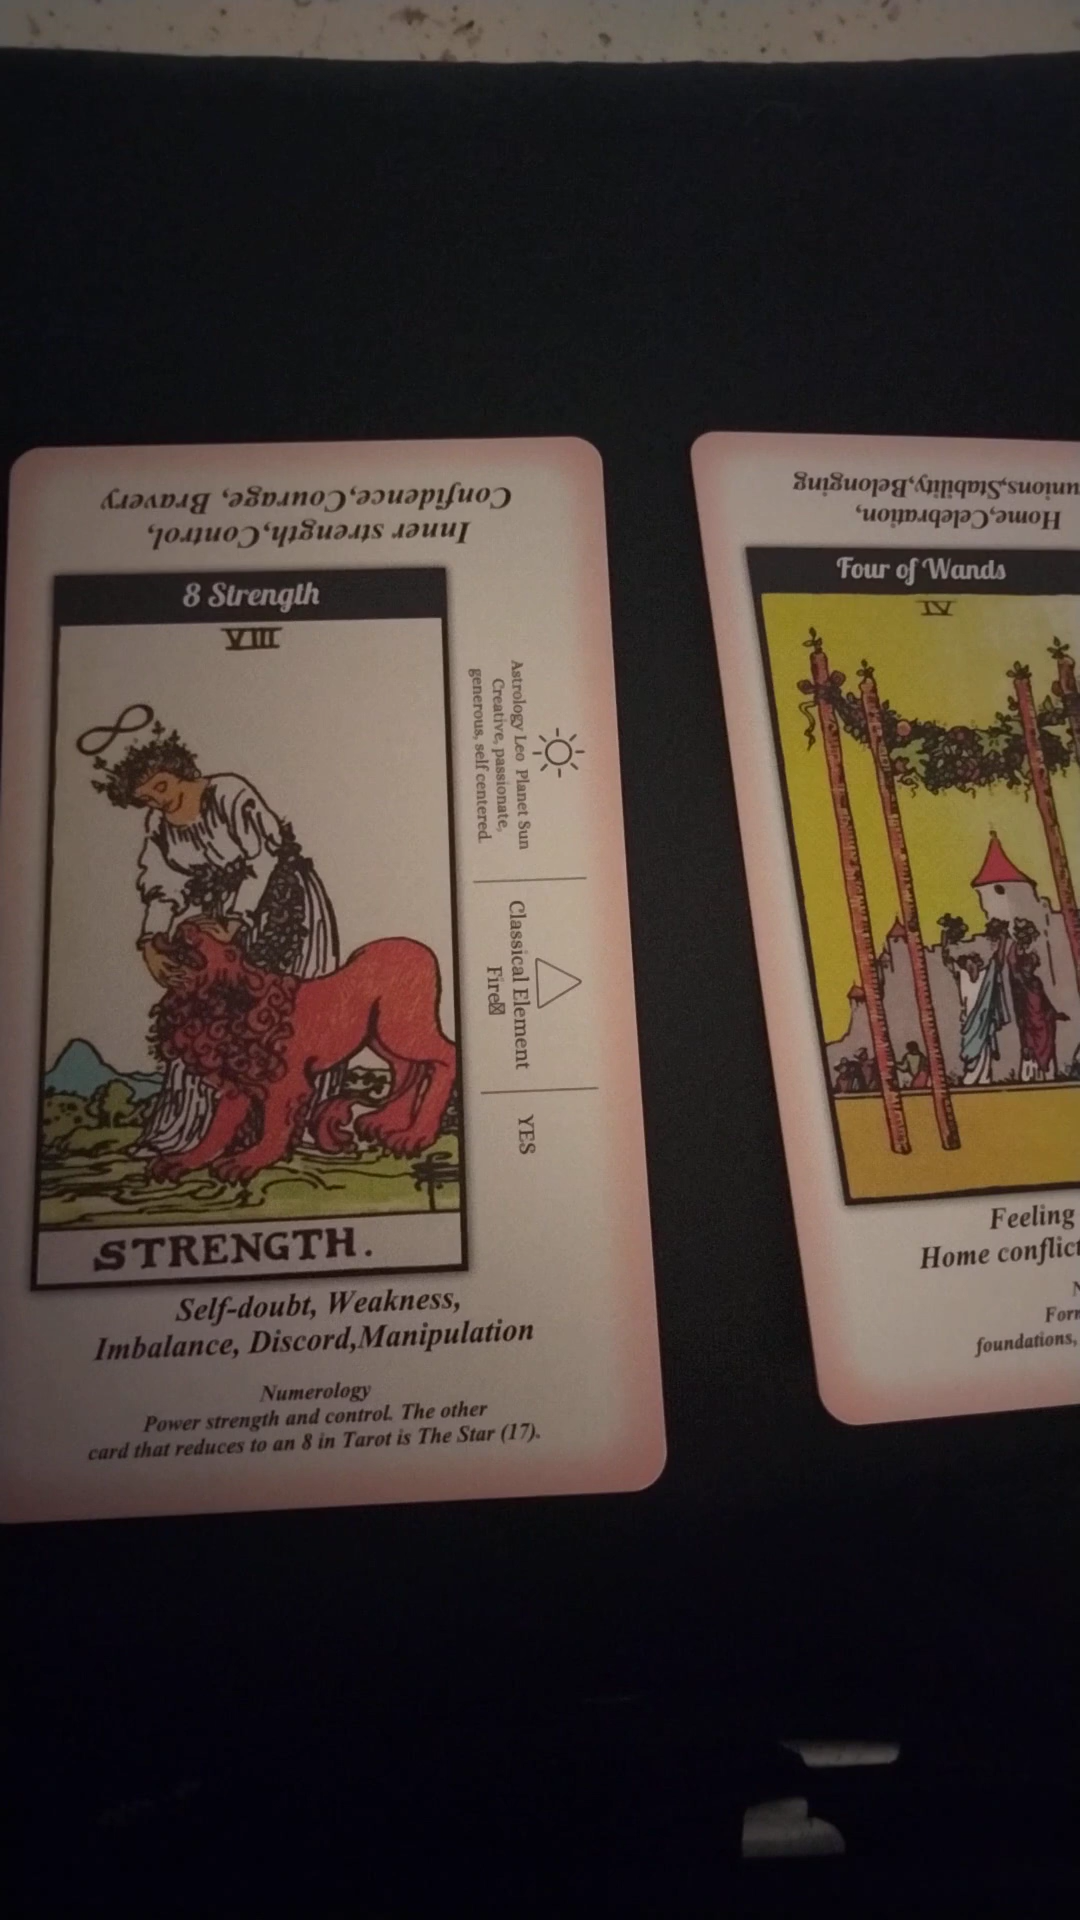 Inner strength,Control,
Confidence,Courage, Bravery
8 Strength
VIII
Astrology Leo Planet Sun
Creative, passionate,
generous, self centered.
Classical Element
Fire
YES
STRENGTH.
Self-doubt, Weakness,
Imbalance, Discord,Manipulation
Numerology
Power strength and control. The other
card that reduces to an 8 in Tarot is The Star (17).
Home,Celebration,
Stability,Belonging
Four of Wands
IV
Feeling
Home conflict
foundations,